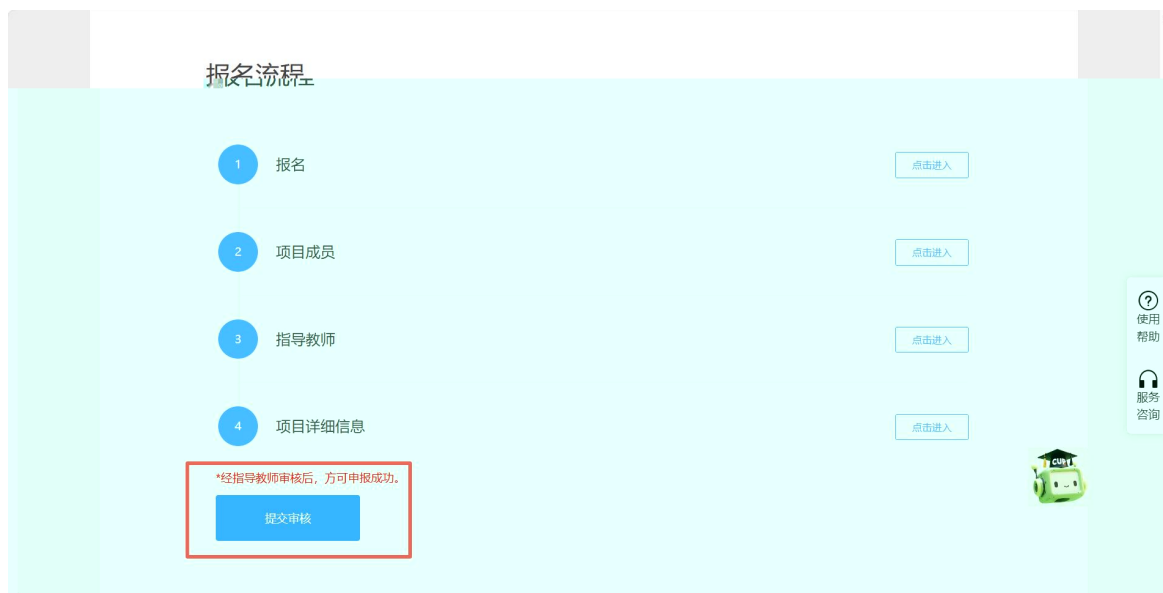 报名流程
1 报名 点击进入
2 项目成员 点击进入
3 指导教师 点击进入
4 项目详细信息 点击进入
*经指导教师审核后，方可申报成功。
提交审核
?
使用
帮助
服务
咨询